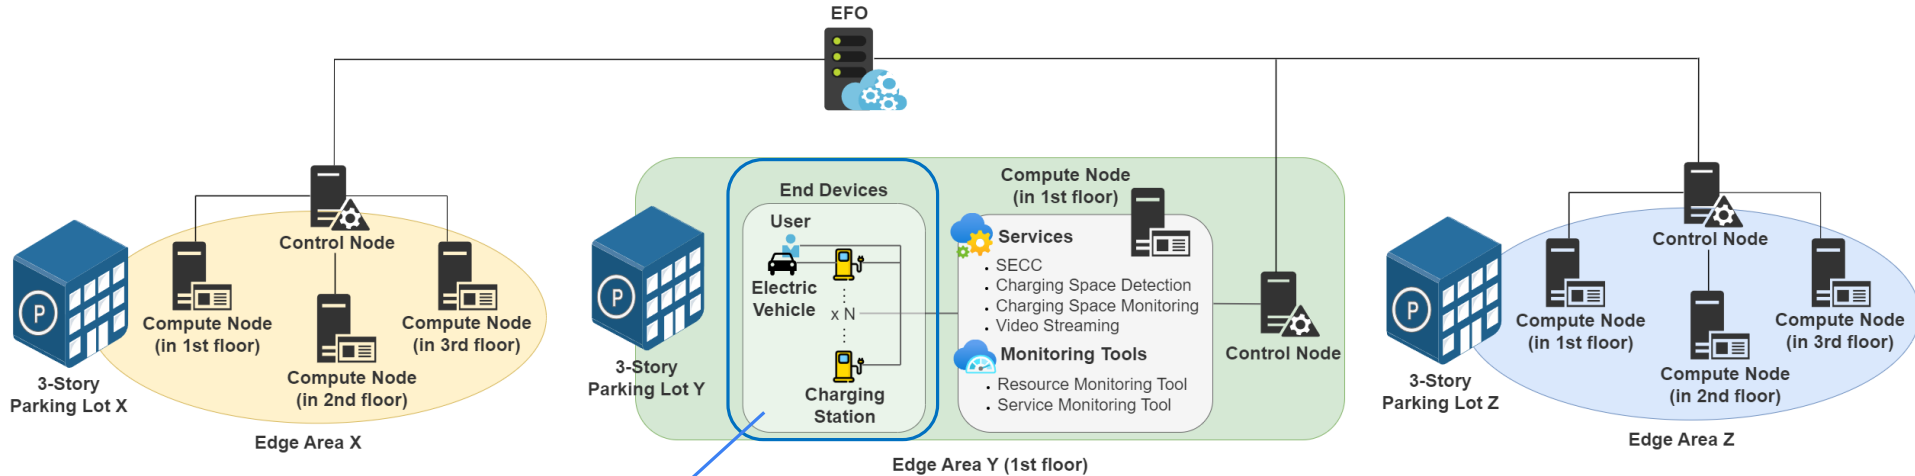 EFO
Control Node
P
Compute Node
(in 1st floor)
Compute Node
(in 2nd floor)
Compute Node
(in 3rd floor)
3-Story
Parking Lot X
Edge Area X
P
3-Story
Parking Lot Y
End Devices
User
Electric
Vehicle
x N
Charging
Station
Compute Node
(in 1st floor)
Services
• SECC
• Charging Space Detection
• Charging Space Monitoring
• Video Streaming
Monitoring Tools
• Resource Monitoring Tool
• Service Monitoring Tool
Control Node
Edge Area Y (1st floor)
Control Node
P
Compute Node
(in 1st floor)
Compute Node
(in 2nd floor)
Compute Node
(in 3rd floor)
3-Story
Parking Lot Z
Edge Area Z